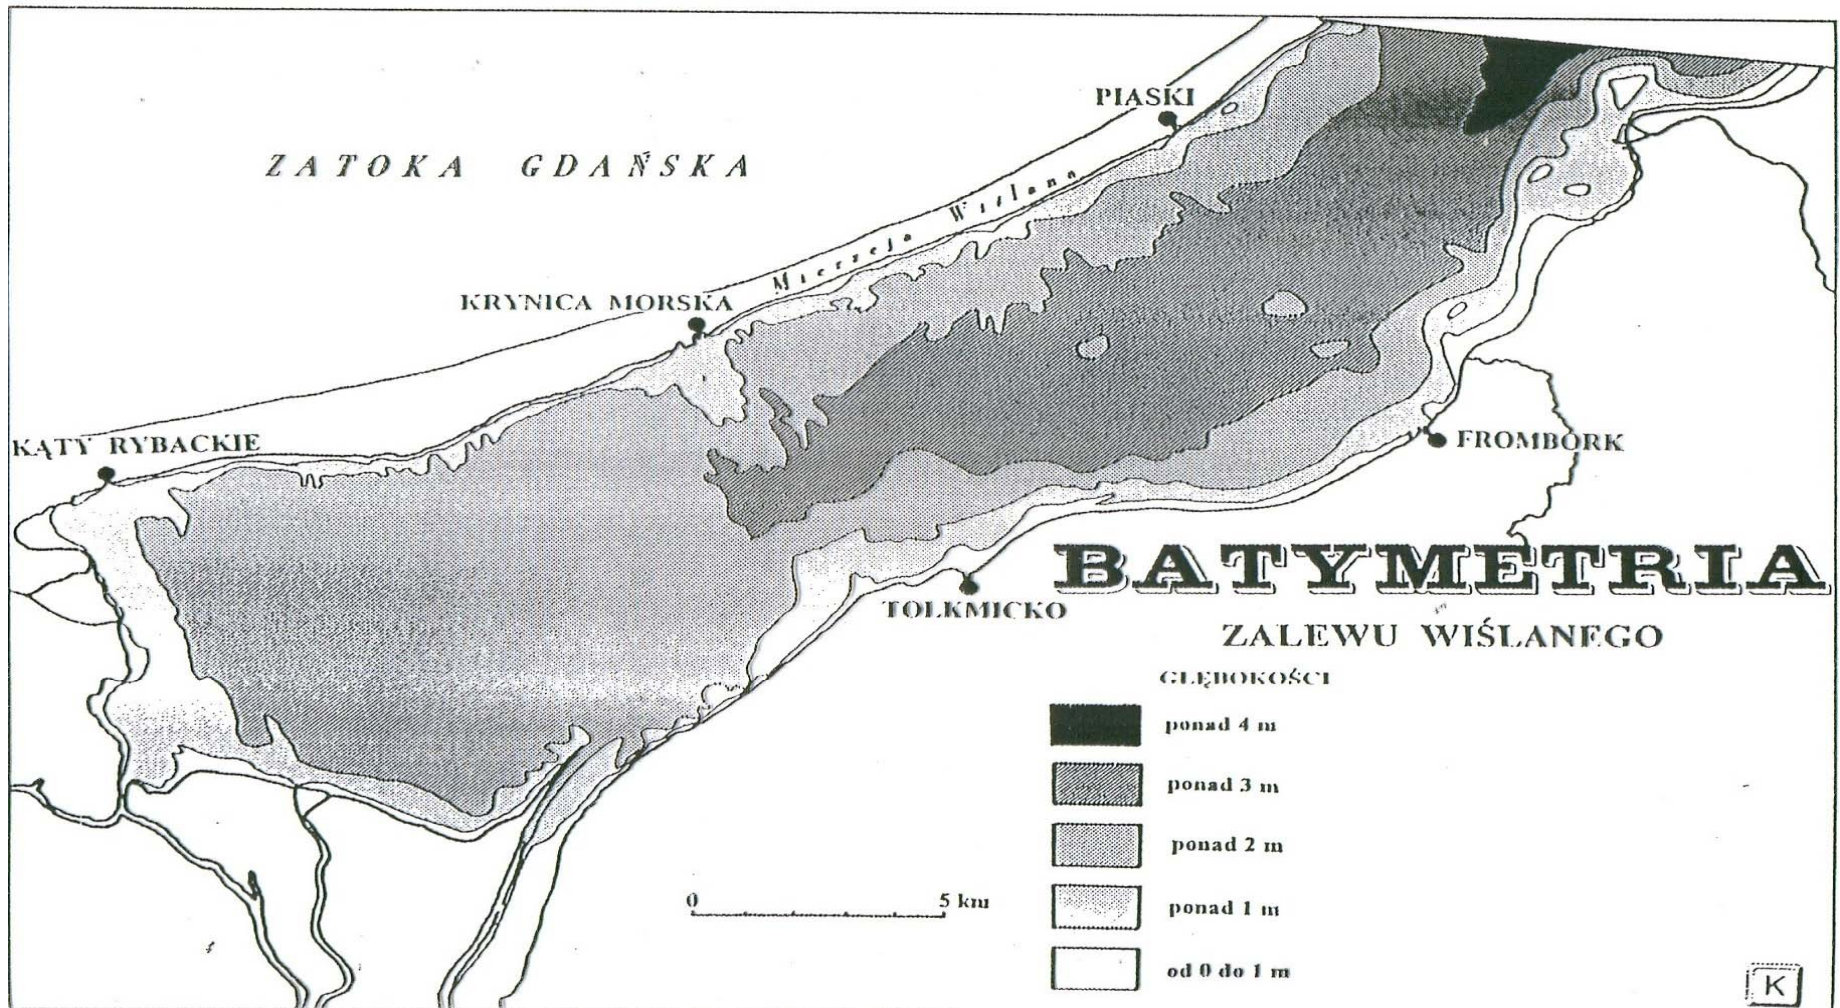 PIASKI
ZATOKA GDAŃSKA
Mierzeja Wiślana
KRYNICA MORSKA
KĄTY RYBACKIE
FROMBORK
TOLKMICKO
BATYMETRIA
ZALEWU WIŚLANEGO
GŁĘBOKOŚCI
ponad 4 m
ponad 3 m
ponad 2 m
ponad 1 m
od 0 do 1 m
0 5 km
K